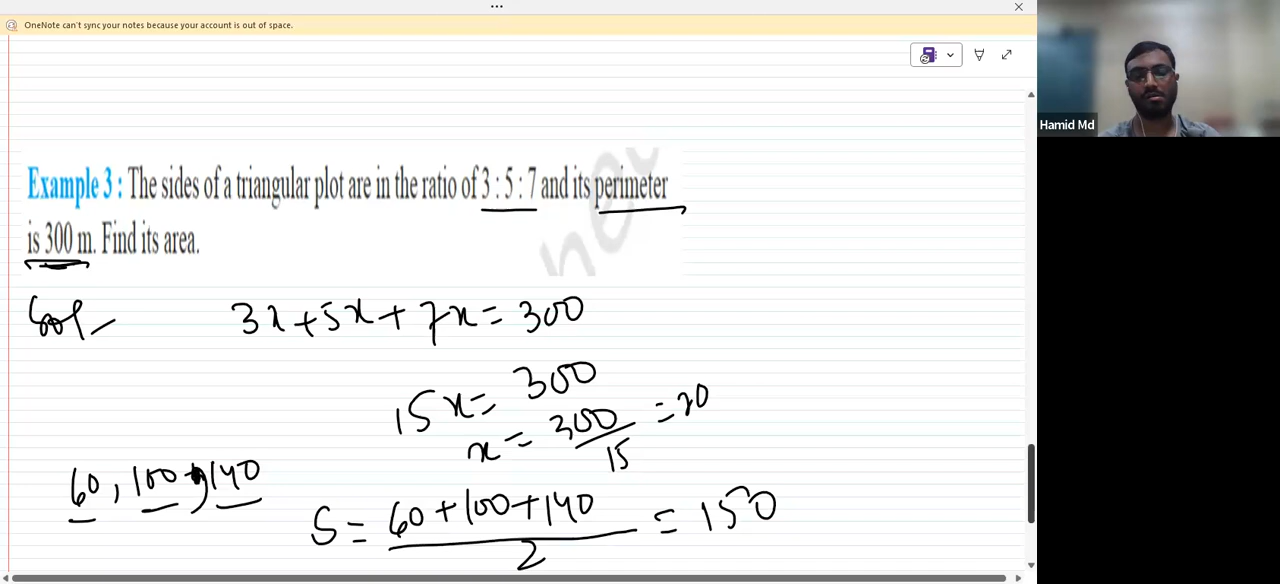 OneNote can't sync your notes because your account is out of space.
Hamid Md
Example 3 : The sides of a triangular plot are in the ratio of 3 : 5 : 7 and its perimeter
is 300 m. Find its area.
Sol
3x+5x+7x=300
15x=300
x=300/15=20
60, 100, 140
S=60+100+140/2=150